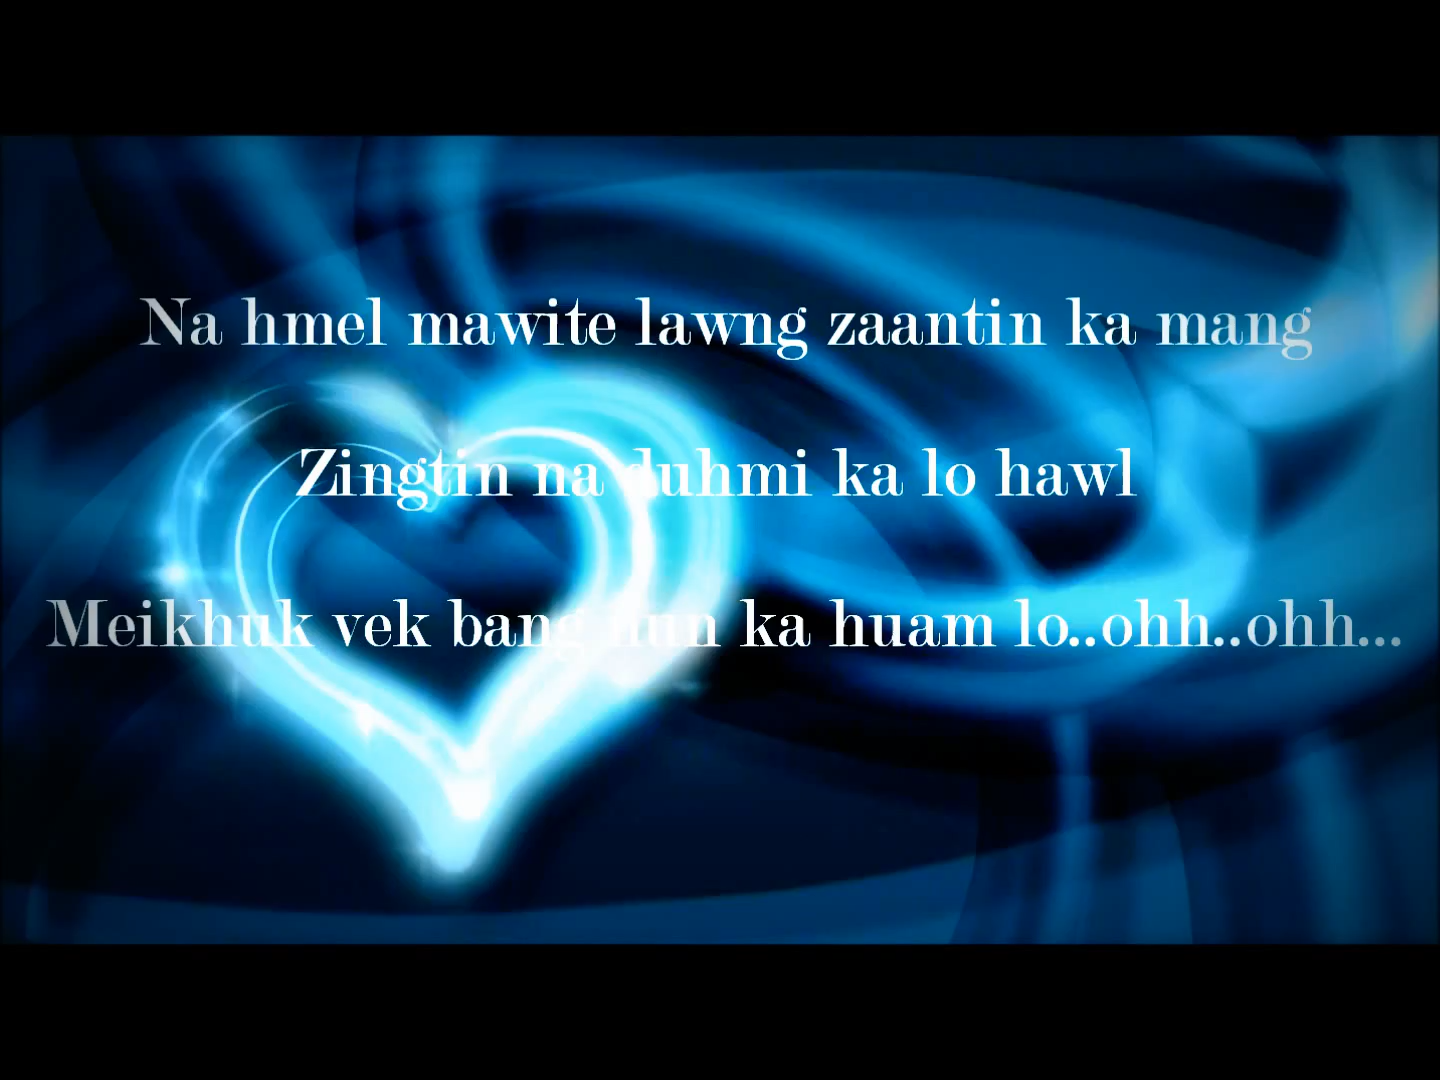 Na hmel mawite lawng zaantin ka mang
Zingtin na duhmi ka lo hawl
Meikhuk vek bang hun ka huam lo..ohh..ohh...